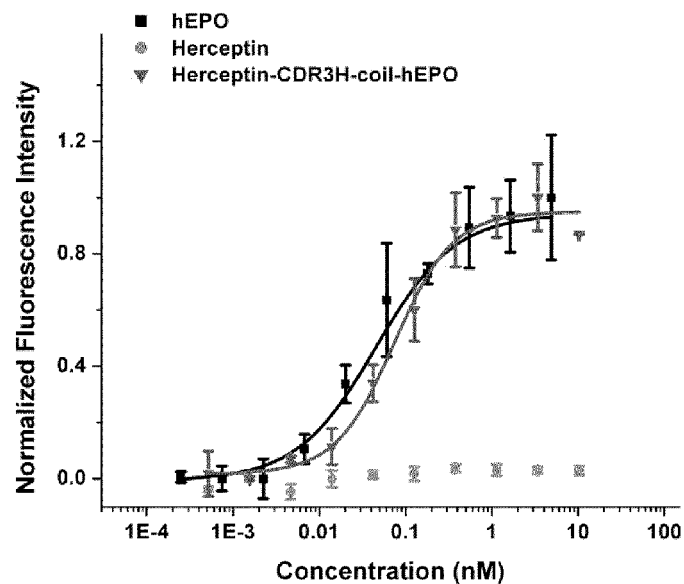 hEPO
Herceptin
Herceptin-CDR3H-coil-hEPO
Normalized Fluorescence Intensity
1.2
0.8
0.4
0.0
1E-4 1E-3 0.01 0.1 1 10 100
Concentration (nM)